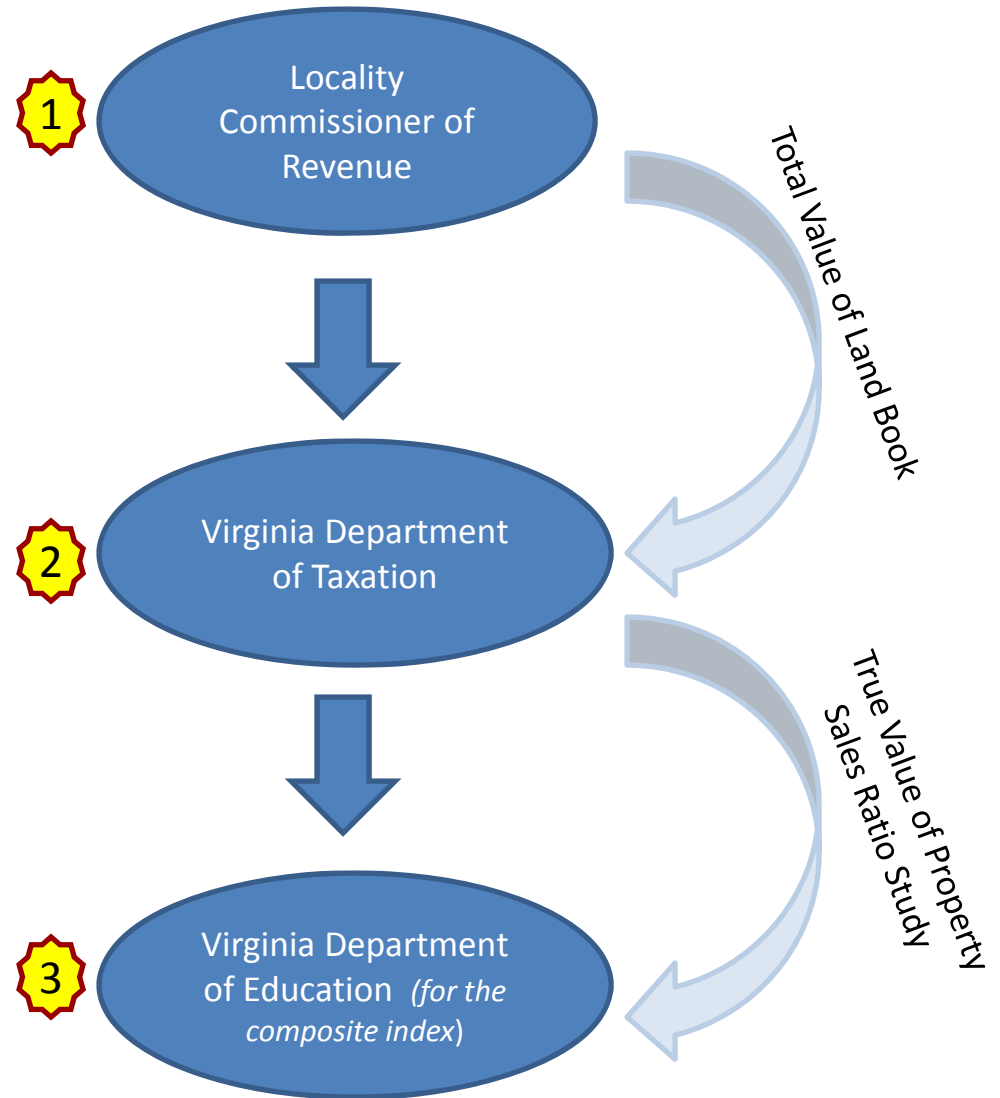 1
Locality
Commissioner of
Revenue
Total Value of Land Book
2
Virginia Department
of Taxation
True Value of Property
Sales Ratio Study
3
Virginia Department
of Education (for the
composite index)